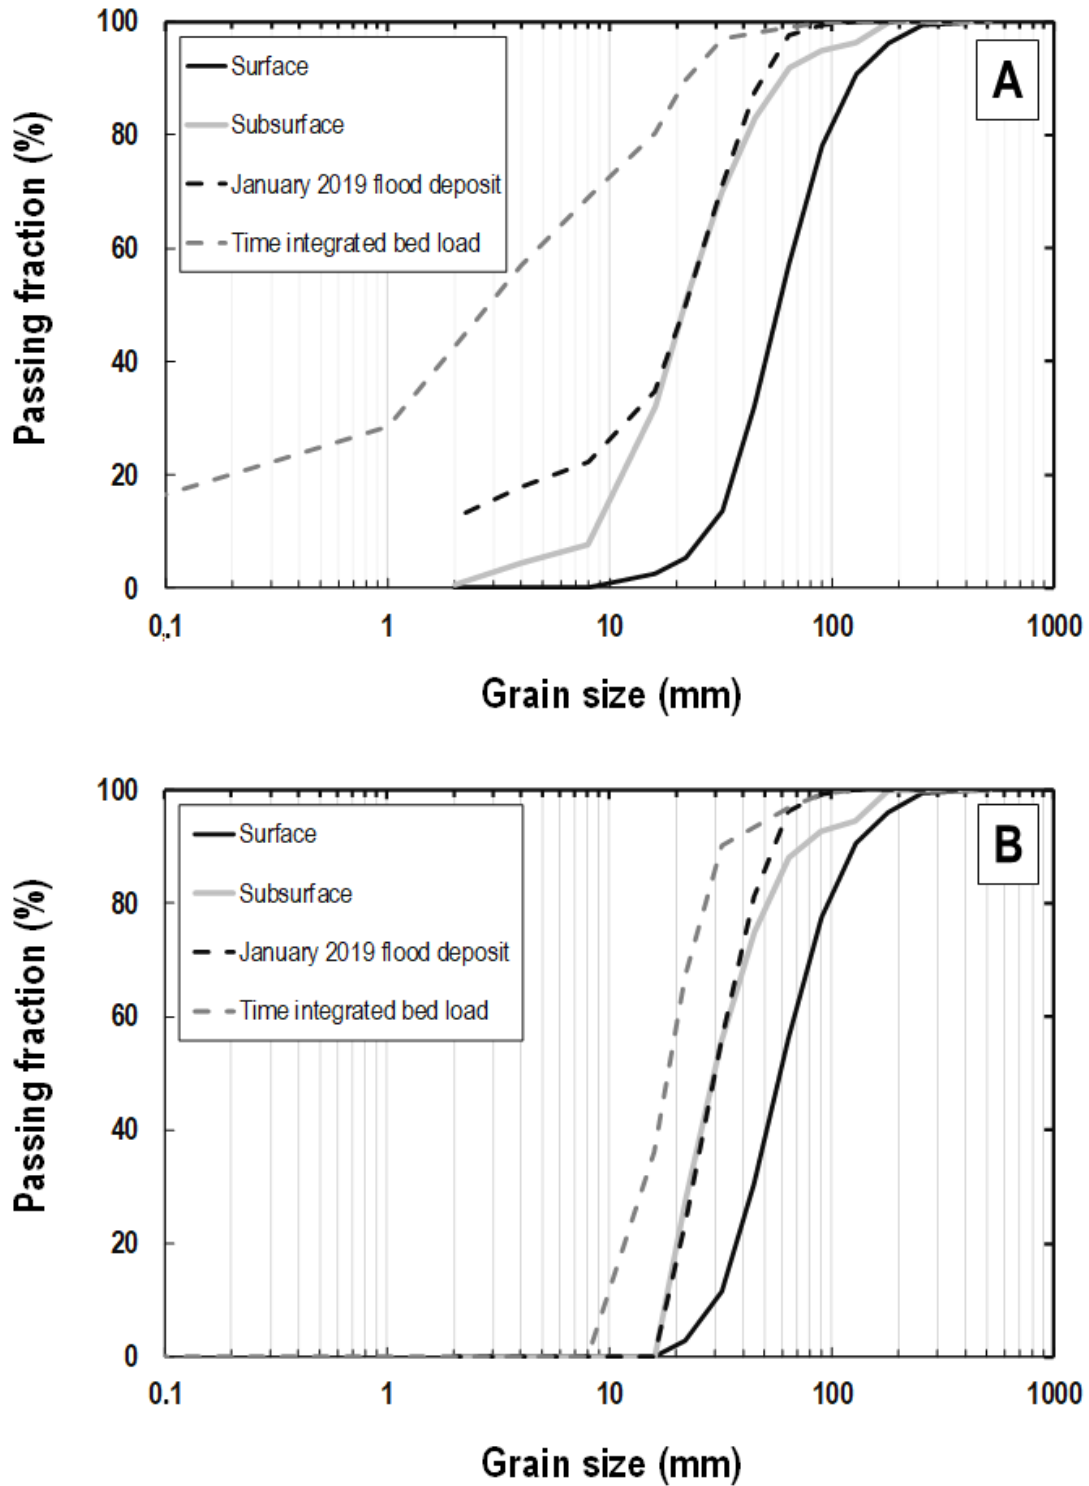 100
80
60
40
20
0
Passing fraction (%)
Surface
Subsurface
January 2019 flood deposit
Time integrated bed load
A
0.1
1
10
100
1000
Grain size (mm)
100
80
60
40
20
0
Passing fraction (%)
Surface
Subsurface
January 2019 flood deposit
Time integrated bed load
B
0.1
1
10
100
1000
Grain size (mm)